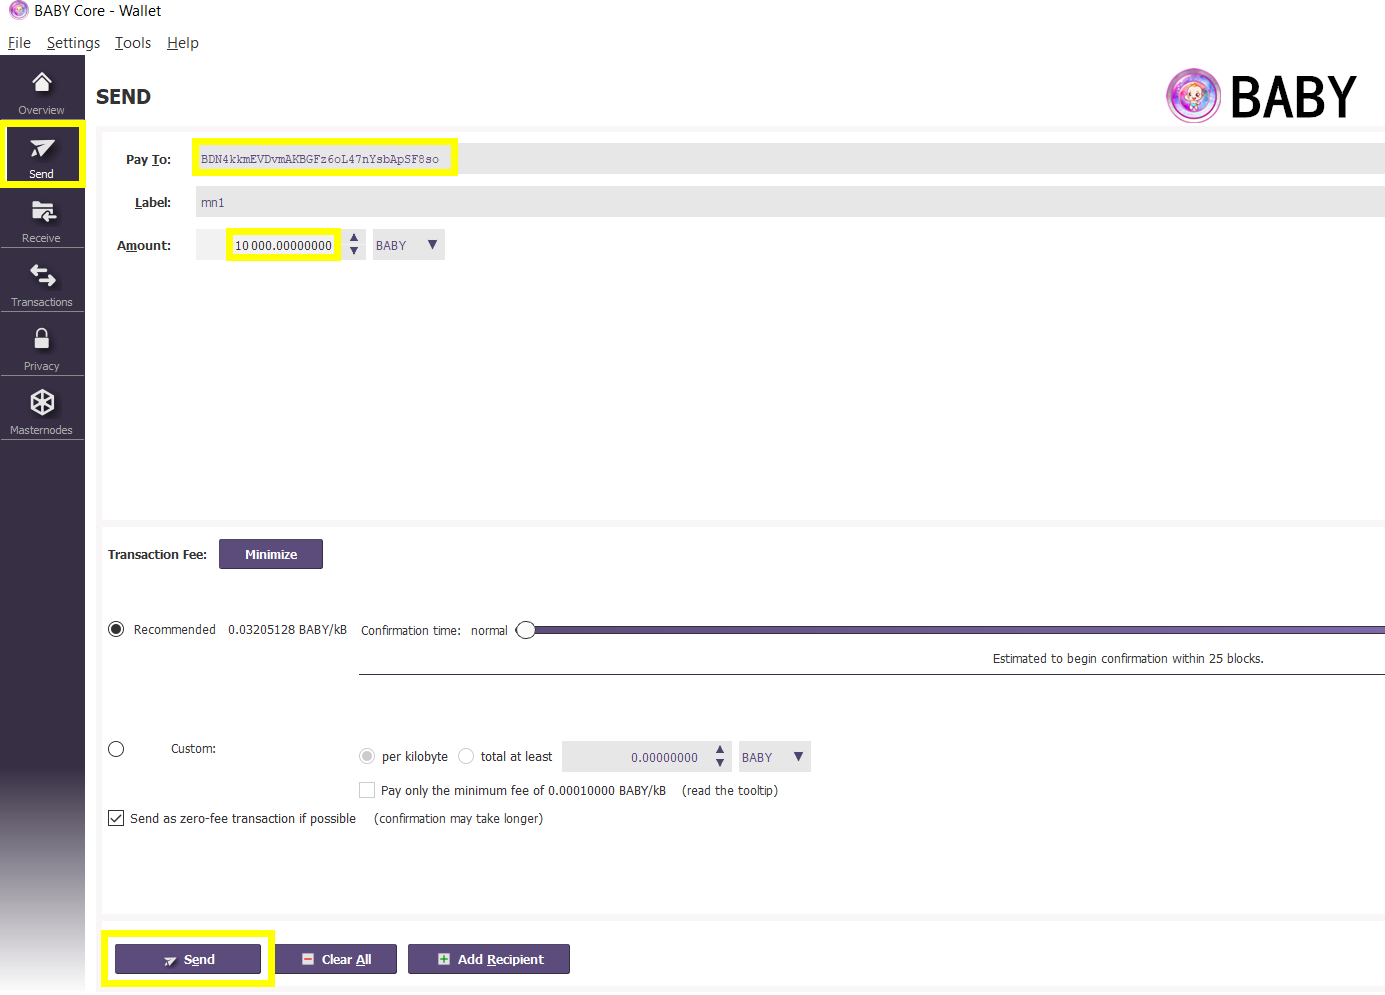 BABY Core - Wallet
File Settings Tools Help
Overview
Send
Receive
Transactions
Privacy
Masternodes
SEND
BABY
Pay To: BDN4kkmEVDvmAKBGFz6oL47nYsbApSF8so
Label: mn1
Amount: 10 000.00000000 BABY
Transaction Fee: Minimize
Recommended 0.03205128 BABY/kB Confirmation time: normal
Estimated to begin confirmation within 25 blocks.
Custom: per kilobyte total at least 0.00000000 BABY
Pay only the minimum fee of 0.00010000 BABY/kB (read the tooltip)
Send as zero-fee transaction if possible (confirmation may take longer)
Send Clear All Add Recipient